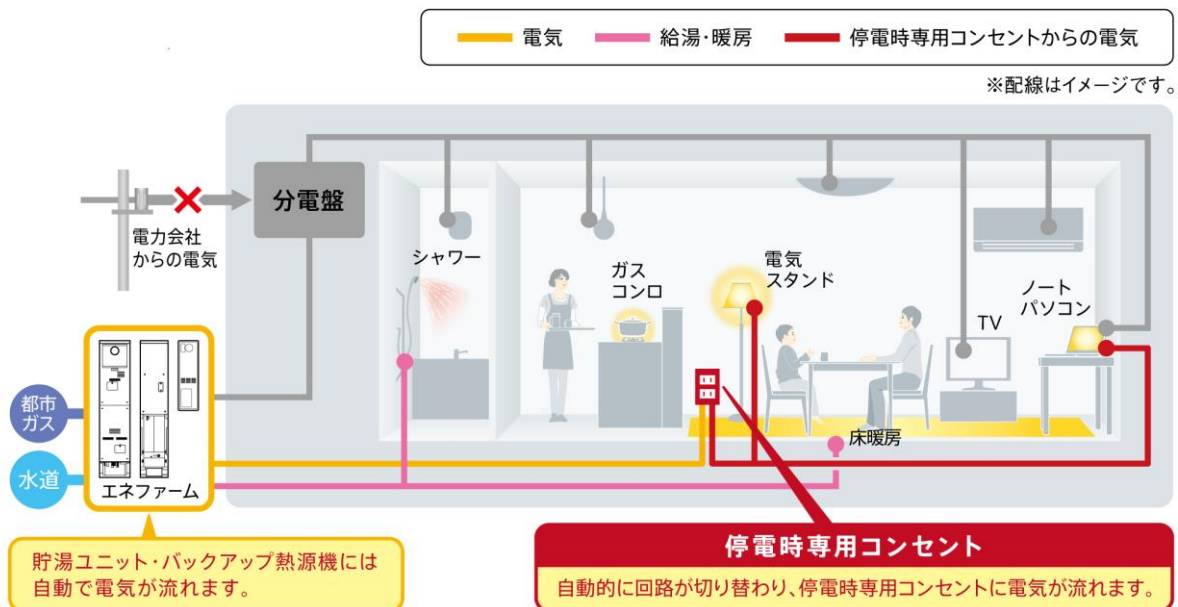 電気
給湯・暖房
停電時専用コンセントからの電気
※配線はイメージです。
分電盤
電力会社
からの電気
シャワー
ガス
コンロ
電気
スタンド
TV
ノート
パソコン
都市
ガス
水道
エネファーム
床暖房
貯湯ユニット・バックアップ熱源機には
自動で電気が流れます。
停電時専用コンセント
自動的に回路が切り替わり、停電時専用コンセントに電気が流れます。